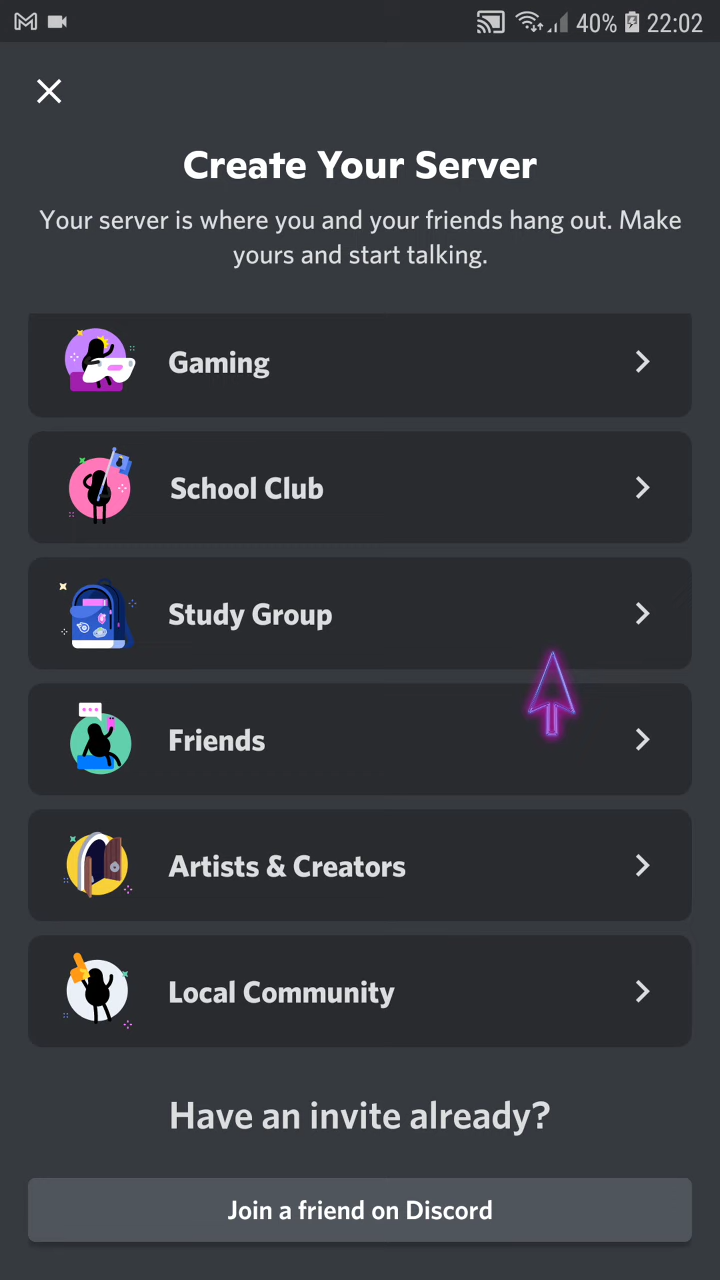 40% 22:02
Create Your Server
Your server is where you and your friends hang out. Make
yours and start talking.
Gaming
School Club
Study Group
Friends
Artists & Creators
Local Community
Have an invite already?
Join a friend on Discord